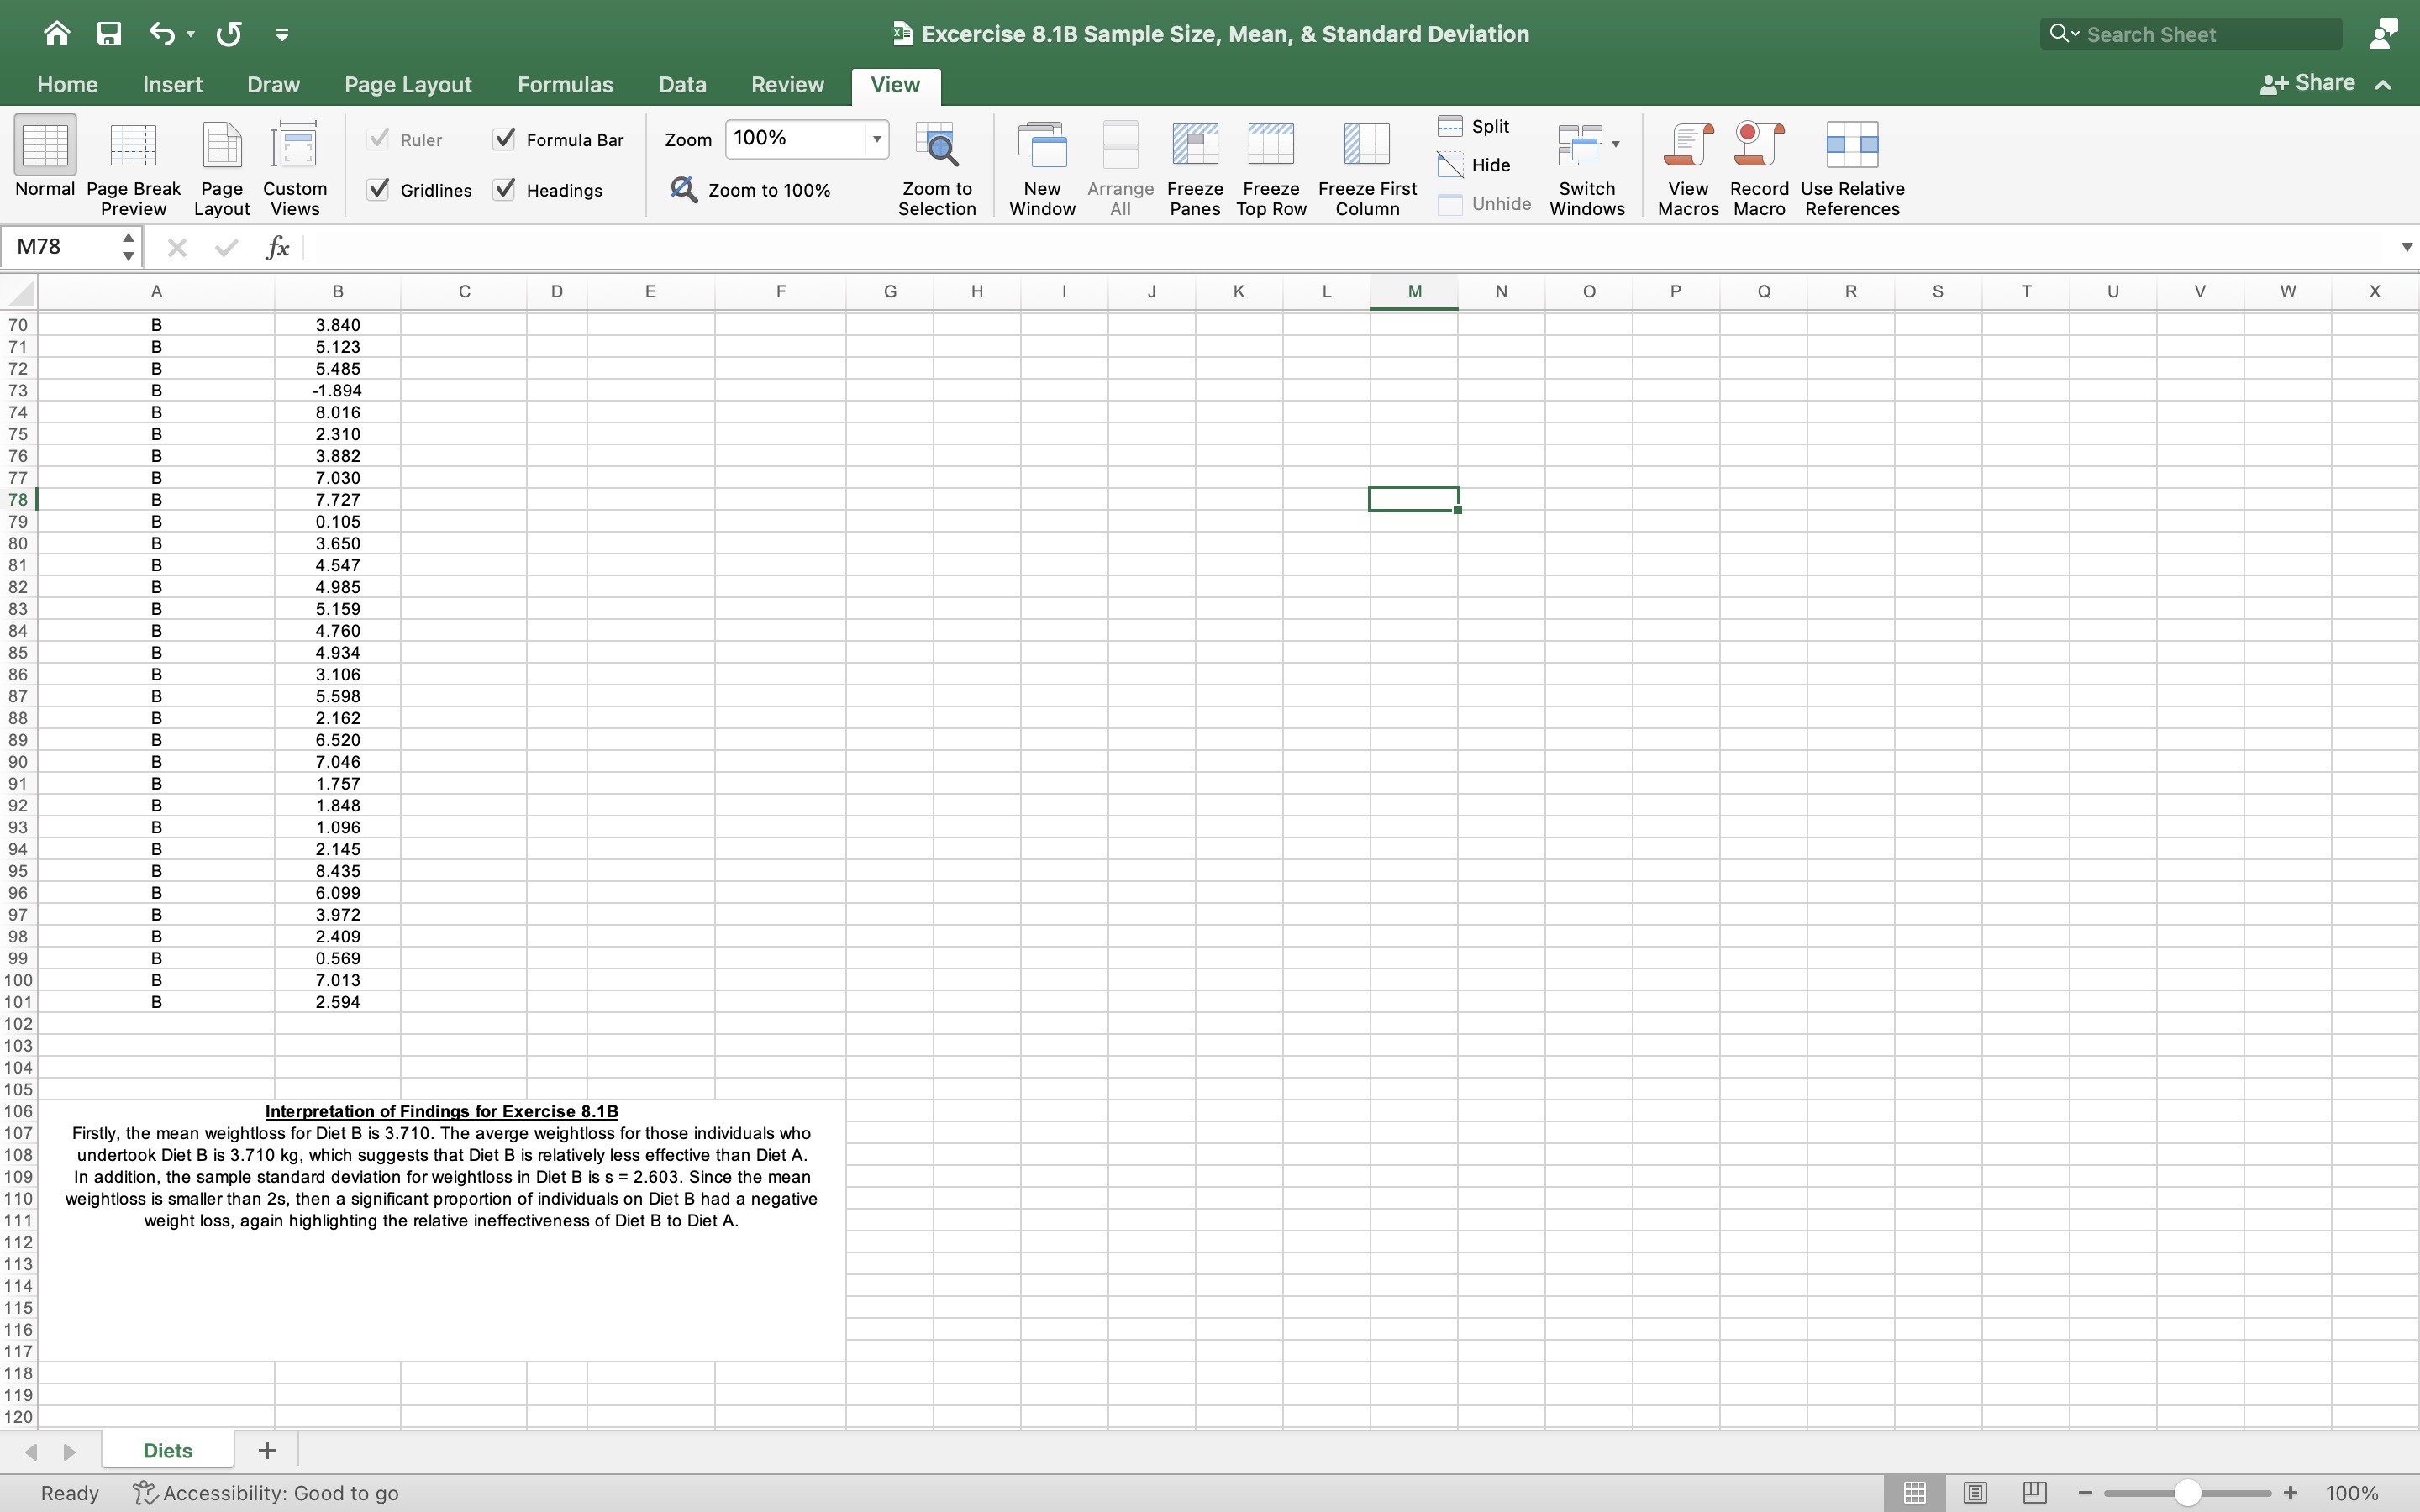 Excercise 8.1B Sample Size, Mean, & Standard Deviation
Search Sheet
Home Insert Draw Page Layout Formulas Data Review View
Share
Normal
Page Break Preview
Page Layout
Custom Views
Ruler
Formula Bar
Gridlines
Headings
Zoom 100%
Zoom to 100%
Zoom to Selection
New Window
Arrange All
Freeze Panes
Freeze Top Row
Freeze First Column
Split
Hide
Unhide
Switch Windows
View Macros
Record Macro
Use Relative References
M78
fx
A B C D E F G H I J K L M N O P Q R S T U V W X
70 B 3.840
71 B 5.123
72 B 5.485
73 B -1.894
74 B 8.016
75 B 2.310
76 B 3.882
77 B 7.030
78 B 7.727
79 B 0.105
80 B 3.650
81 B 4.547
82 B 4.985
83 B 5.159
84 B 4.760
85 B 4.934
86 B 3.106
87 B 5.598
88 B 2.162
89 B 6.520
90 B 7.046
91 B 1.757
92 B 1.848
93 B 1.096
94 B 2.145
95 B 8.435
96 B 6.099
97 B 3.972
98 B 2.409
99 B 0.569
100 B 7.013
101 B 2.594
102
103
104
105
106 Interpretation of Findings for Exercise 8.1B
107 Firstly, the mean weightloss for Diet B is 3.710. The averge weightloss for those individuals who
108 undertook Diet B is 3.710 kg, which suggests that Diet B is relatively less effective than Diet A.
109 In addition, the sample standard deviation for weightloss in Diet B is s = 2.603. Since the mean
110 weightloss is smaller than 2s, then a significant proportion of individuals on Diet B had a negative
111 weight loss, again highlighting the relative ineffectiveness of Diet B to Diet A.
112
113
114
115
116
117
118
119
120
Diets +
Ready Accessibility: Good to go
100%